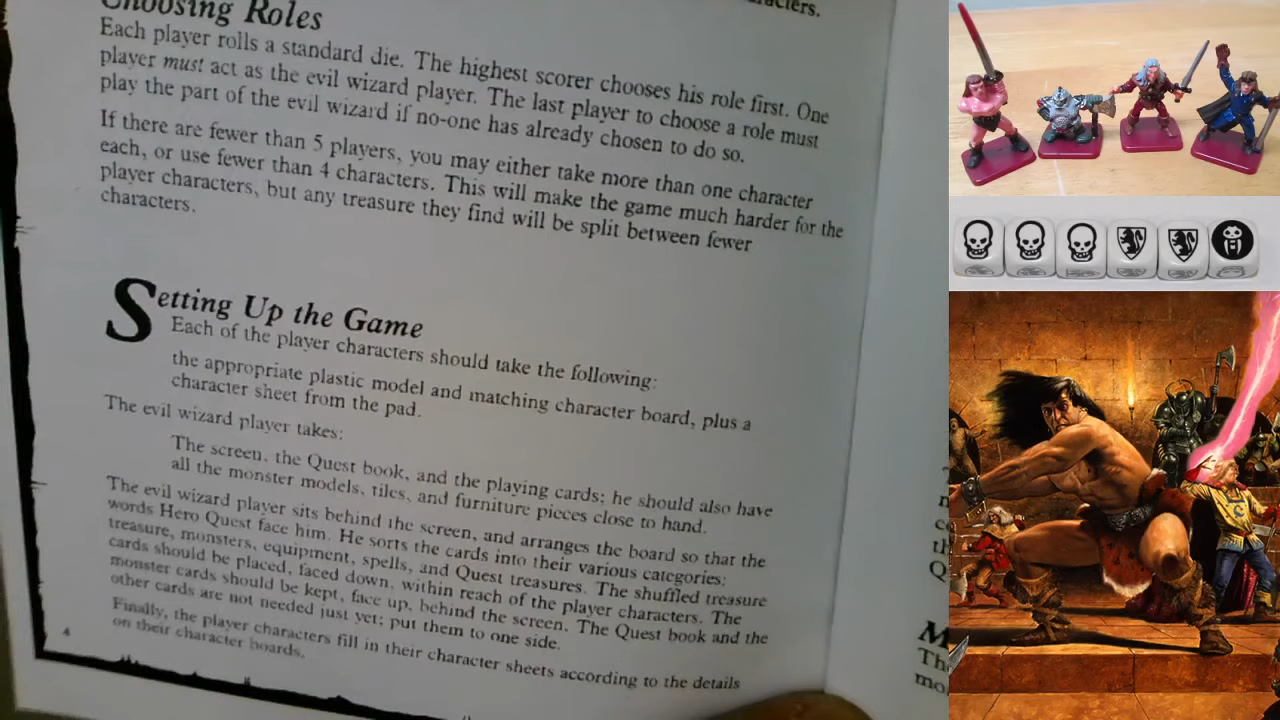 acters.
Choosing Roles
Each player rolls a standard die. The highest scorer chooses his role first. One
player must act as the evil wizard player. The last player to choose a role must
play the part of the evil wizard if no-one has already chosen to do so.
If there are fewer than 5 players, you may either take more than one character
each, or use fewer than 4 characters. This will make the game much harder for the
player characters, but any treasure they find will be split between fewer
characters.
Setting Up the Game
Each of the player characters should take the following:
the appropriate plastic model and matching character board, plus a
character sheet from the pad.
The evil wizard player takes:
The screen, the Quest book, and the playing cards; he should also have
all the monster models, tiles, and furniture pieces close to hand.
The evil wizard player sits behind the screen, and arranges the board so that the
words Hero Quest face him. He sorts the cards into their various categories:
treasure, monsters, equipment, spells, and Quest treasures. The shuffled treasure
cards should be placed, faced down, within reach of the player characters. The
monster cards should be kept, face up, behind the screen. The Quest book and the
other cards are not needed just yet; put them to one side.
Finally, the player characters fill in their character sheets according to the details
on their character boards.
4
Q
M
Th
mo